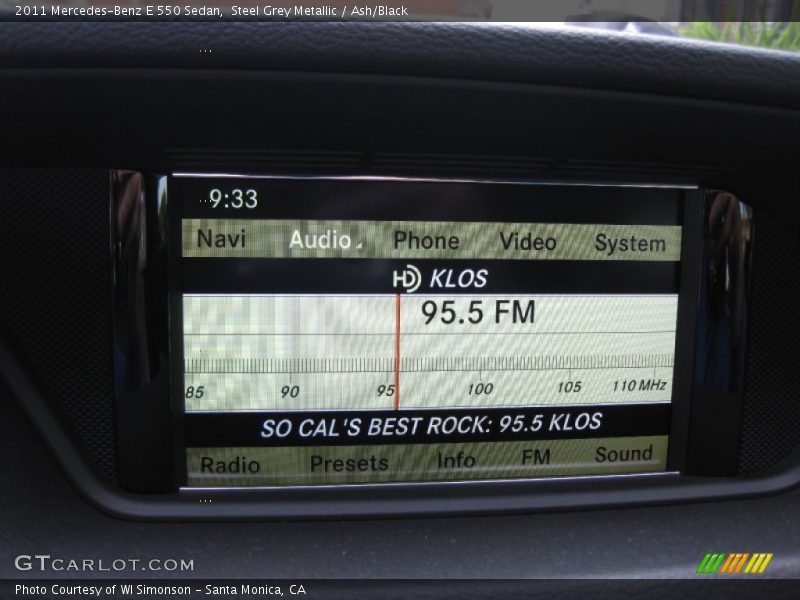 2011 Mercedes-Benz E 550 Sedan, Steel Grey Metallic / Ash/Black
9:33
Navi Audio Phone Video System
HD KLOS
95.5 FM
85 90 95 100 105 110 MHz
SO CAL'S BEST ROCK: 95.5 KLOS
Radio Presets Info FM Sound
GTCARLOT.COM
Photo Courtesy of WI Simonson - Santa Monica, CA